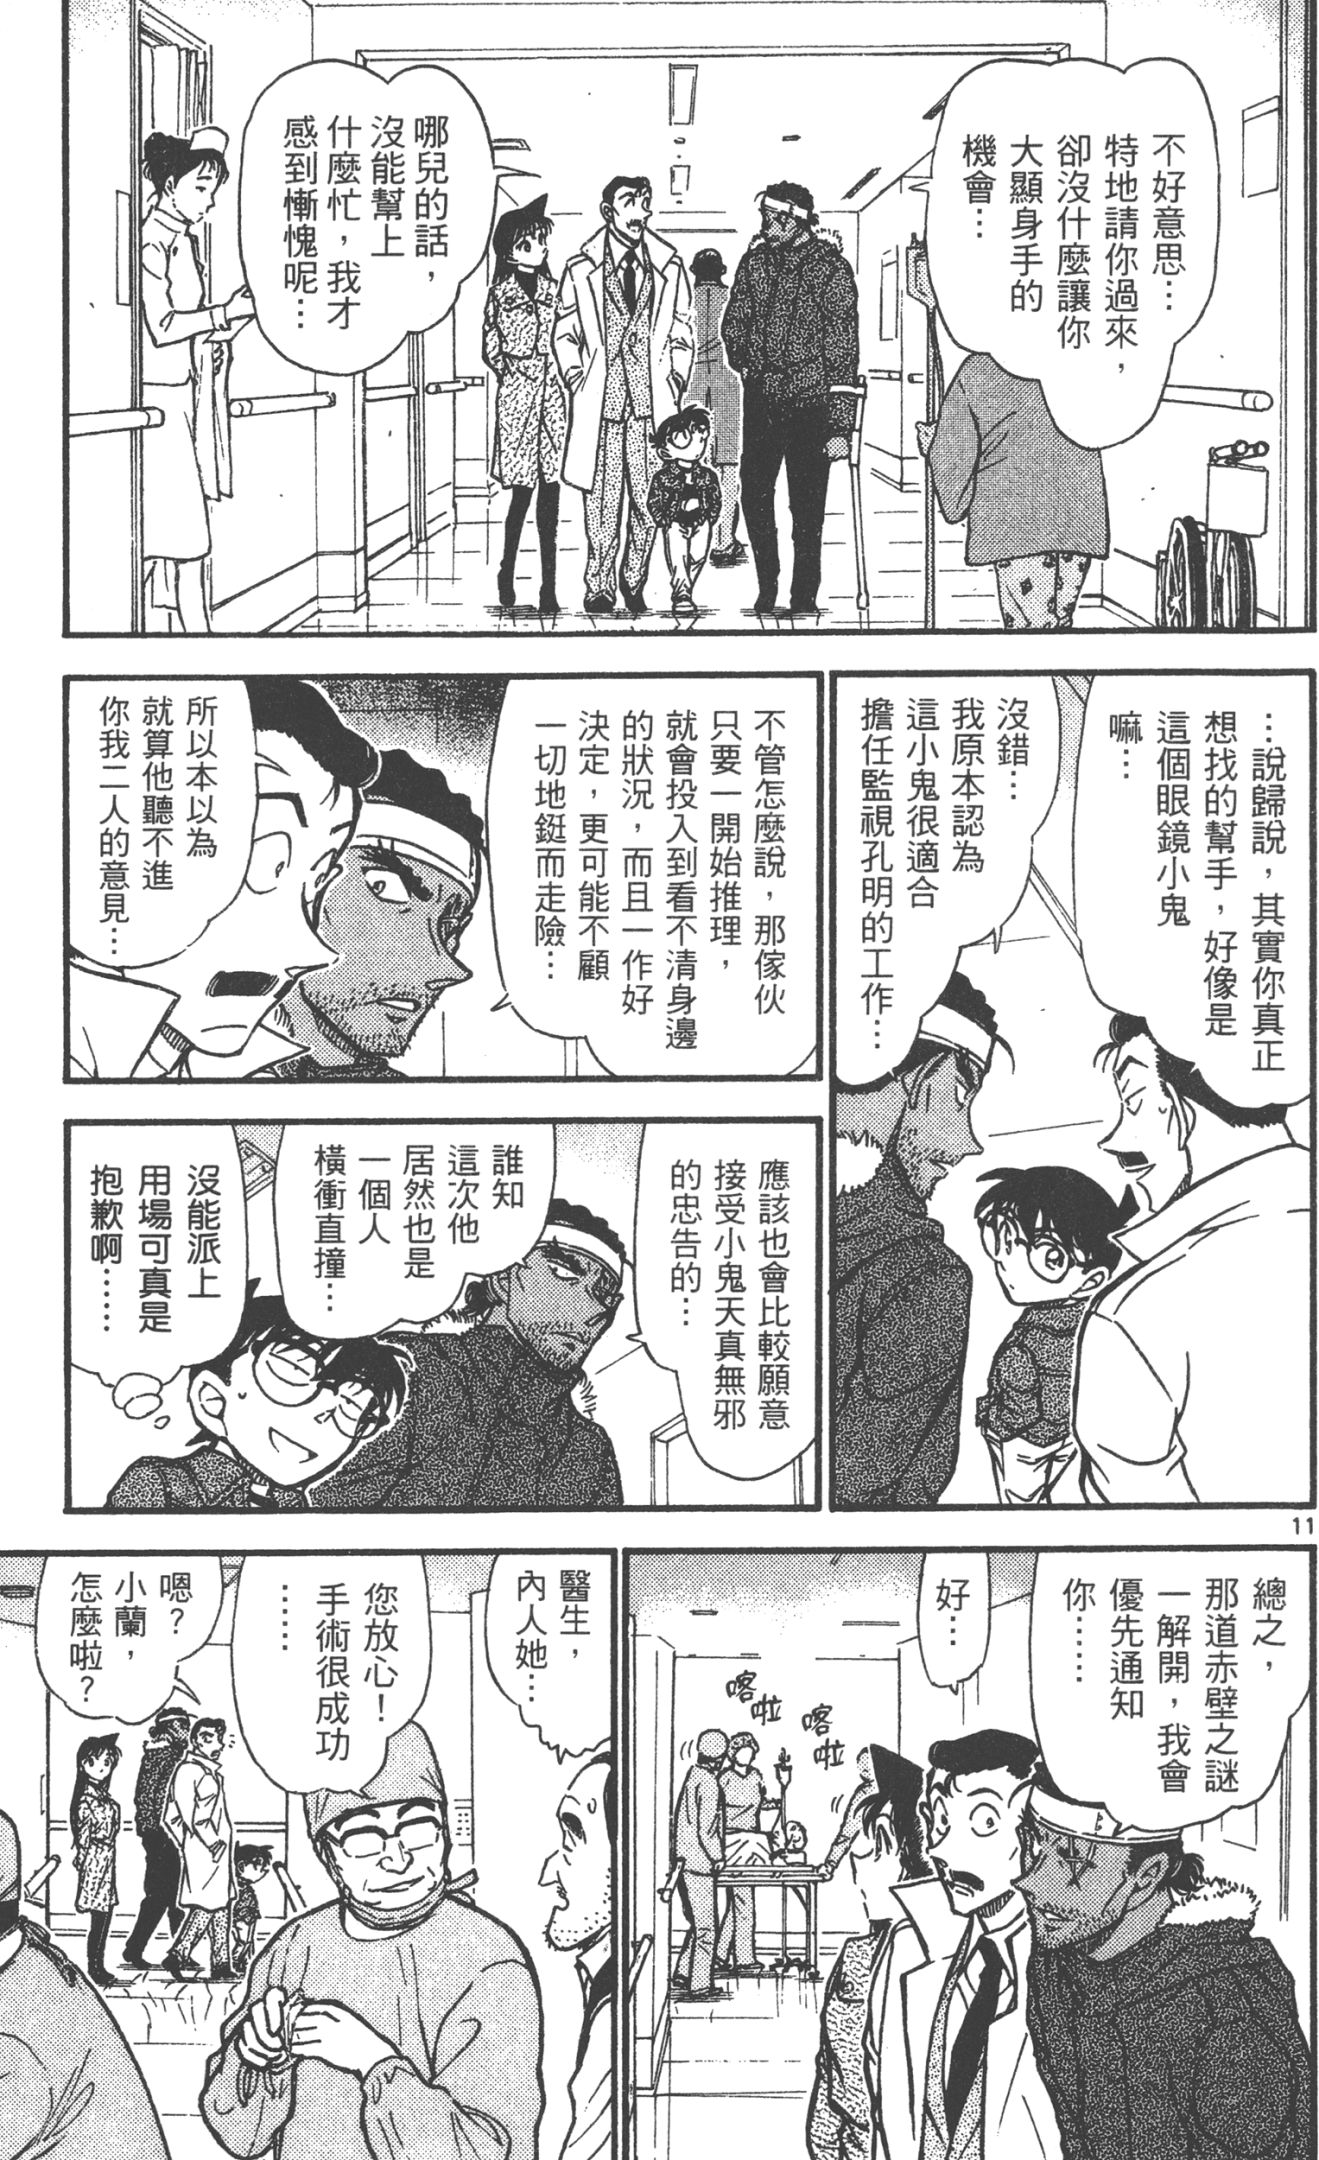 不好意思…
特地請你過來，
卻沒什麼讓你
大顯身手的
機會…
哪兒的話，
沒能幫上
什麼忙，我才
感到慚愧呢…
…說歸說，其實你真正
想找的幫手，好像是
這個眼鏡小鬼
嘛…
沒錯…
我原本認為
這小鬼很適合
擔任監視孔明的工作…
不管怎麼說，那傢伙
只要一開始推理，
就會投入到看不清身邊
的狀況，而且一作好
決定，更可能不顧
一切地鋌而走險…
所以本以為
就算他聽不進
你我二人的意見…
應該也會比較願意
接受小鬼天真無邪
的忠告的…
誰知
這次他
居然也是
一個人
橫衝直撞…
沒能派上
用場可真是
抱歉啊……
11
總之，
那道赤壁之謎
一解開，我會
優先通知
你……
好…
喀啦
喀啦
醫生，
內人她…
您放心！
手術很成功
……
嗯？
小蘭，
怎麼啦？